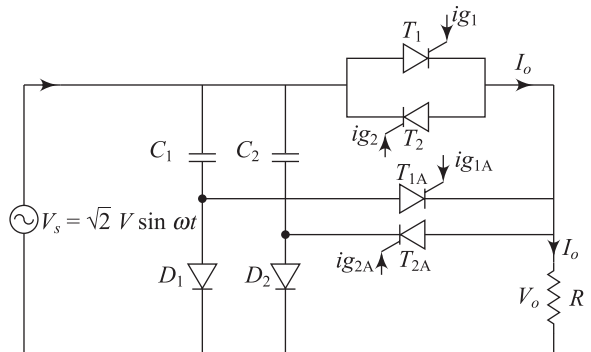 T1
ig1
Io
ig2
T2
C1
C2
ig1A
T1A
Vs = √2 V sin ωt
ig2A
T2A
Io
D1
D2
Vo
R